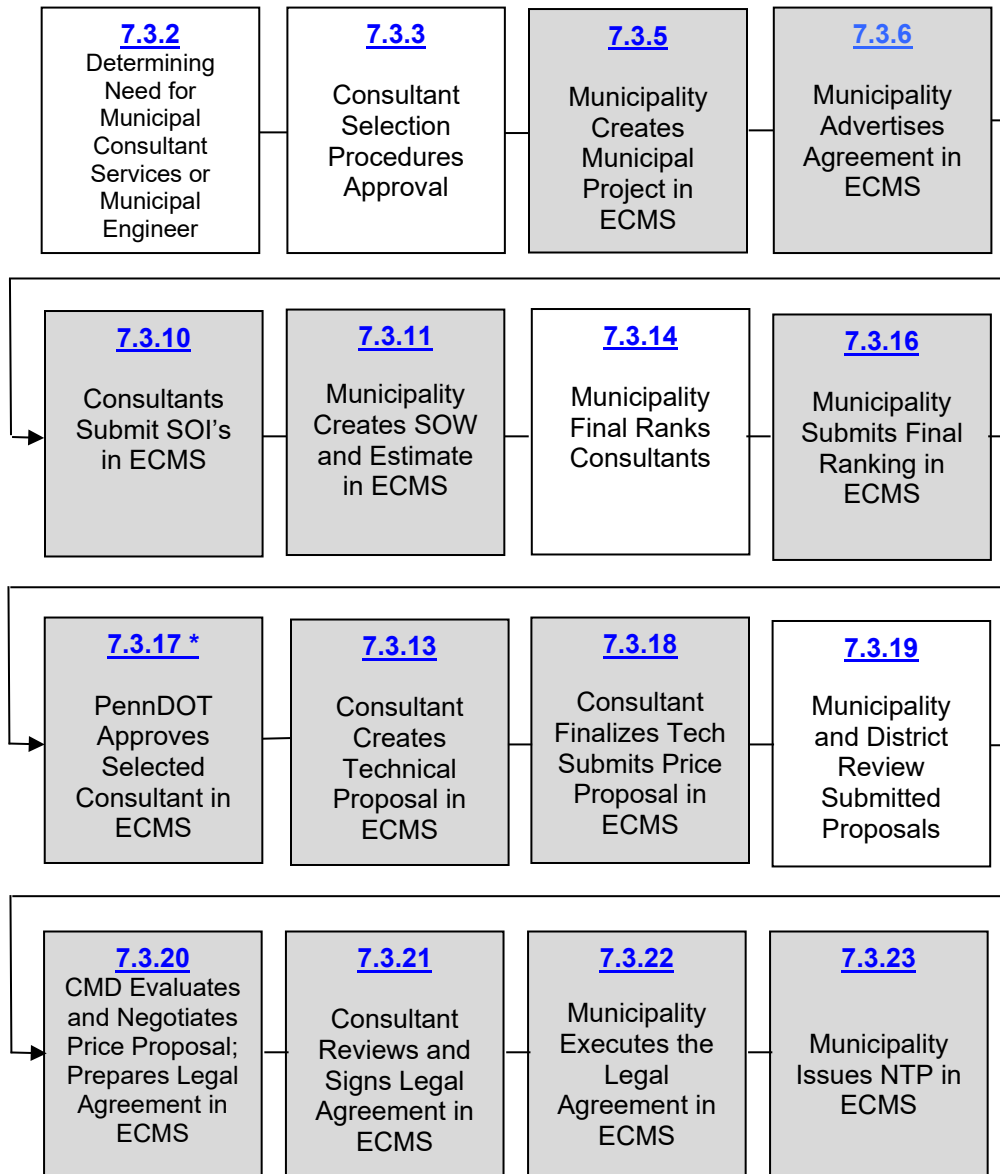 7.3.2
Determining
Need for
Municipal
Consultant
Services or
Municipal
Engineer
7.3.3
Consultant
Selection
Procedures
Approval
7.3.5
Municipality
Creates
Municipal
Project in
ECMS
7.3.6
Municipality
Advertises
Agreement in
ECMS
7.3.10
Consultants
Submit SOI's
in ECMS
7.3.11
Municipality
Creates SOW
and Estimate
in ECMS
7.3.14
Municipality
Final Ranks
Consultants
7.3.16
Municipality
Submits Final
Ranking in
ECMS
7.3.17 *
PennDOT
Approves
Selected
Consultant in
ECMS
7.3.13
Consultant
Creates
Technical
Proposal in
ECMS
7.3.18
Consultant
Finalizes Tech
Submits Price
Proposal in
ECMS
7.3.19
Municipality
and District
Review
Submitted
Proposals
7.3.20
CMD Evaluates
and Negotiates
Price Proposal;
Prepares Legal
Agreement in
ECMS
7.3.21
Consultant
Reviews and
Signs Legal
Agreement in
ECMS
7.3.22
Municipality
Executes the
Legal
Agreement in
ECMS
7.3.23
Municipality
Issues NTP in
ECMS